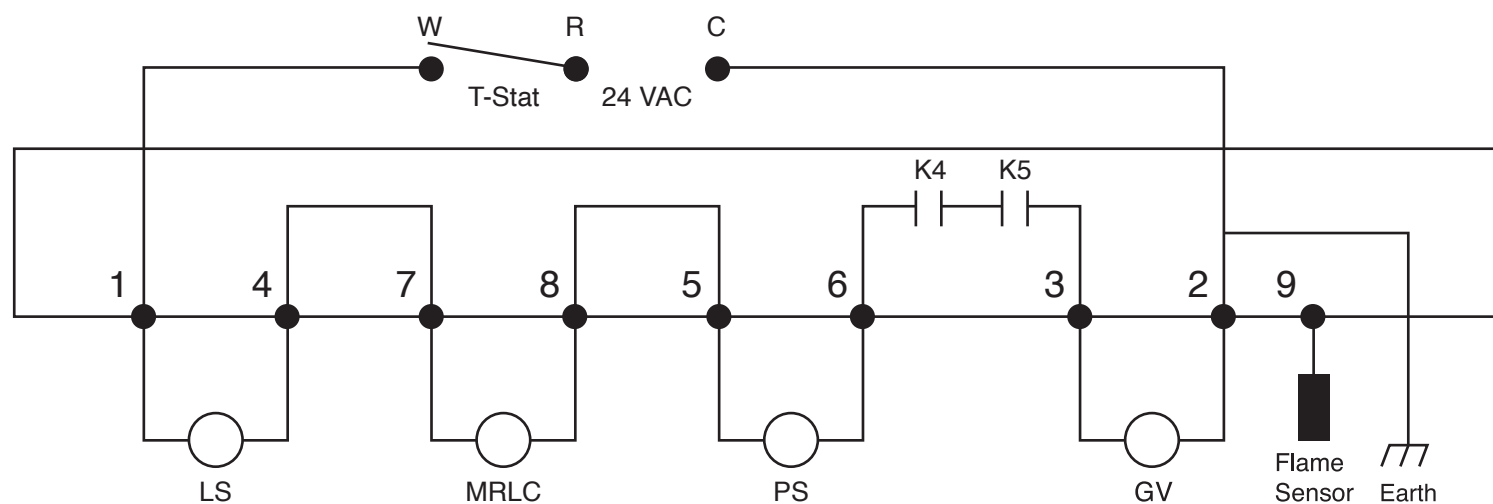 W R C
T-Stat 24 VAC
K4 K5
1 4 7 8 5 6 3 2 9
LS MRLC PS GV Flame Sensor Earth